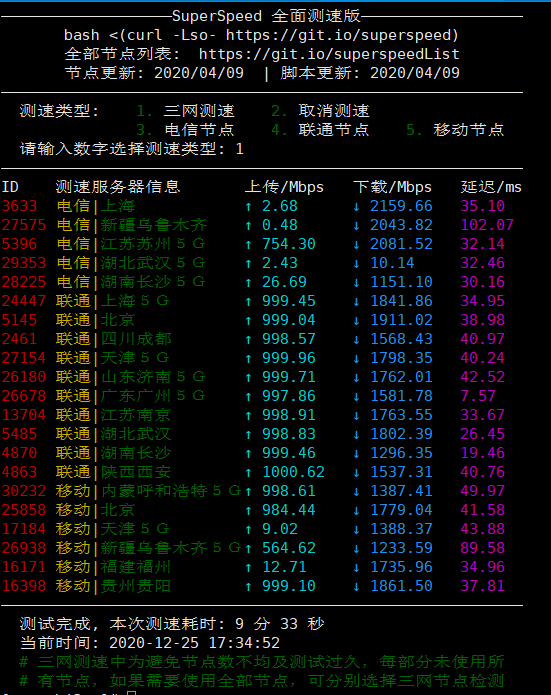 SuperSpeed 全面测速版
bash <(curl -Lso- https://git.io/superspeed)
全部节点列表:  https://git.io/superspeedList
节点更新: 2020/04/09  | 脚本更新: 2020/04/09
测速类型:    1. 三网测速    2. 取消测速
3. 电信节点    4. 联通节点    5. 移动节点
请输入数字选择测速类型: 1
ID    测速服务器信息    上传/Mbps    下载/Mbps    延迟/ms
3633  电信|上海    ↑ 2.68    ↓ 2159.66  35.10
27575 电信|新疆乌鲁木齐    ↑ 0.48    ↓ 2043.82  102.07
5396  电信|江苏苏州５Ｇ    ↑ 754.30    ↓ 2081.52  32.14
29353 电信|湖北武汉５Ｇ    ↑ 2.43    ↓ 10.14  32.46
28225 电信|湖南长沙５Ｇ    ↑ 26.69    ↓ 1151.10  30.16
24447 联通|上海５Ｇ    ↑ 999.45    ↓ 1841.86  34.95
5145  联通|北京    ↑ 999.04    ↓ 1911.02  38.98
2461  联通|四川成都    ↑ 998.57    ↓ 1568.43  40.97
27154 联通|天津５Ｇ    ↑ 999.96    ↓ 1798.35  40.24
26180 联通|山东济南５Ｇ    ↑ 999.71    ↓ 1762.01  42.52
26678 联通|广东广州５Ｇ    ↑ 997.86    ↓ 1581.78  7.57
13704 联通|江苏南京    ↑ 998.91    ↓ 1763.55  33.67
5485  联通|湖北武汉    ↑ 998.83    ↓ 1802.39  26.45
4870  联通|湖南长沙    ↑ 999.46    ↓ 1296.35  19.46
4863  联通|陕西西安    ↑ 1000.62    ↓ 1537.31  40.76
30232 移动|内蒙呼和浩特５Ｇ↑ 998.61    ↓ 1387.41  49.97
25858 移动|北京    ↑ 984.44    ↓ 1779.04  41.58
17184 移动|天津５Ｇ    ↑ 9.02    ↓ 1388.37  43.88
26938 移动|新疆乌鲁木齐５Ｇ↑ 564.62    ↓ 1233.59  89.58
16171 移动|福建福州    ↑ 12.71    ↓ 1735.96  34.96
16398 移动|贵州贵阳    ↑ 999.10    ↓ 1861.50  37.81
测试完成, 本次测速耗时: 9 分 33 秒
当前时间: 2020-12-25 17:34:52
# 三网测速中为避免节点数不均及测试过久，每部分未使用所
# 有节点，如果需要使用全部节点，可分别选择三网节点检测